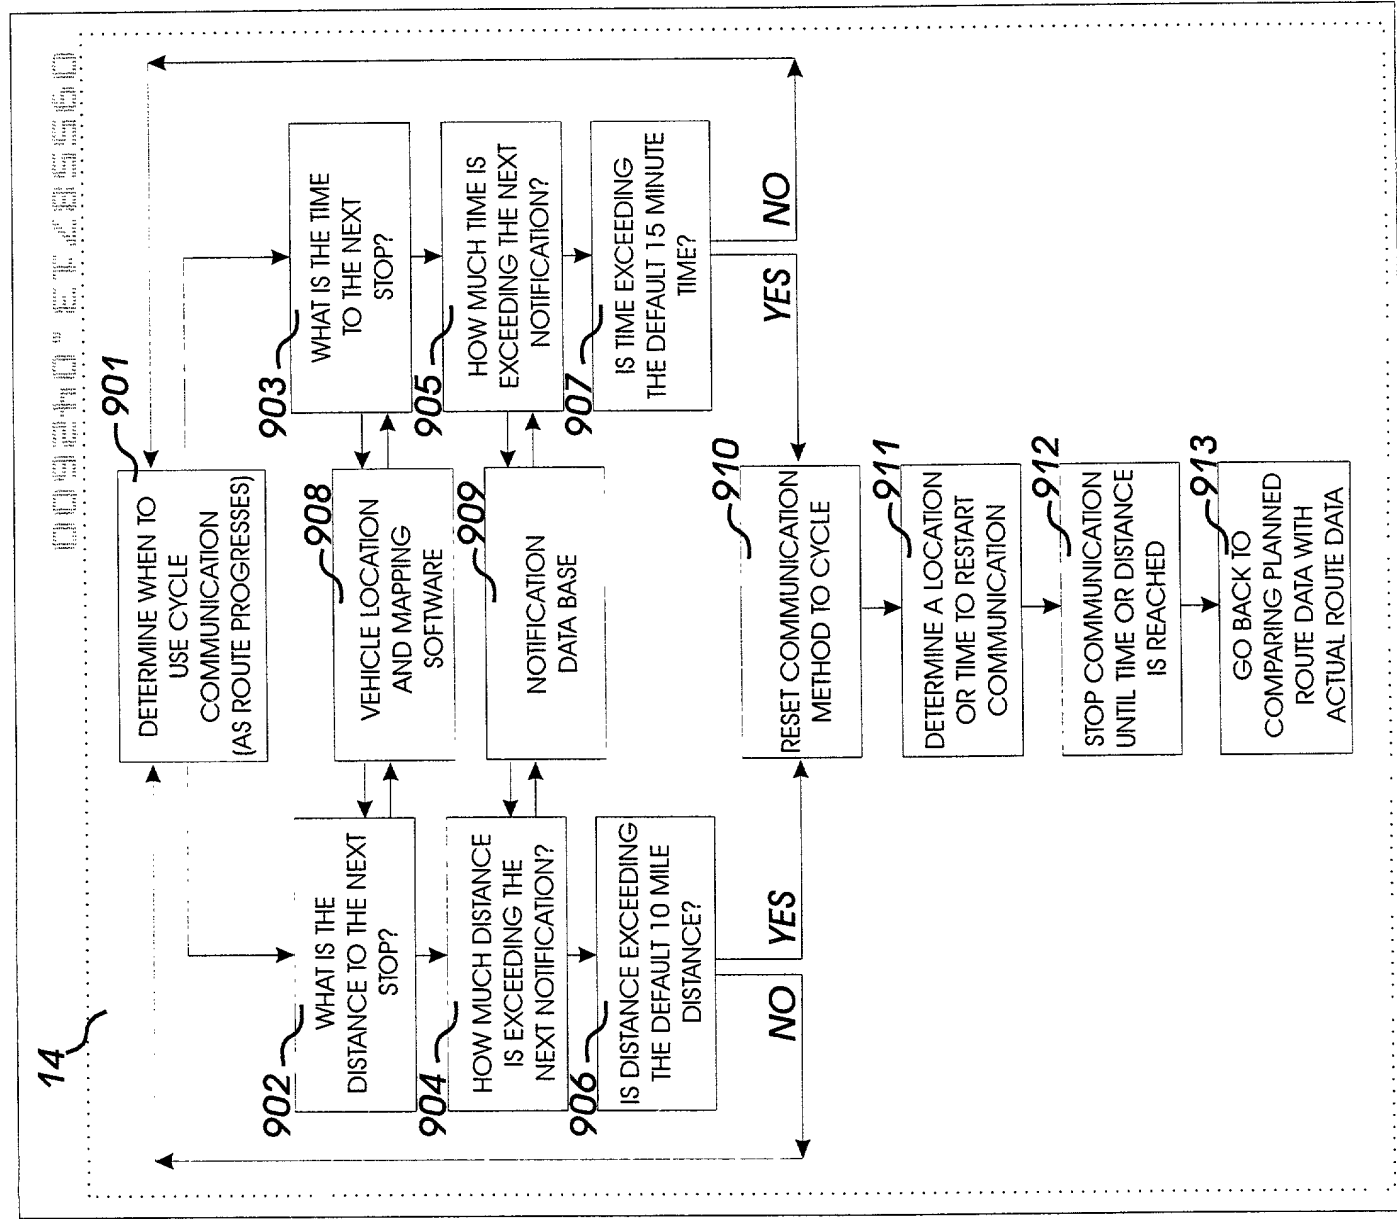 14
901
DETERMINE WHEN TO
USE CYCLE
COMMUNICATION
(AS ROUTE PROGRESSES)
902
WHAT IS THE
DISTANCE TO THE NEXT
STOP?
908
VEHICLE LOCATION
AND MAPPING
SOFTWARE
903
WHAT IS THE TIME
TO THE NEXT
STOP?
904
HOW MUCH DISTANCE
IS EXCEEDING THE
NEXT NOTIFICATION?
909
NOTIFICATION
DATA BASE
905
HOW MUCH TIME IS
EXCEEDING THE NEXT
NOTIFICATION?
906
IS DISTANCE EXCEEDING
THE DEFAULT 10 MILE
DISTANCE?
907
IS TIME EXCEEDING
THE DEFAULT 15 MINUTE
TIME?
NO
YES
YES
NO
910
RESET COMMUNICATION
METHOD TO CYCLE
911
DETERMINE A LOCATION
OR TIME TO RESTART
COMMUNICATION
912
STOP COMMUNICATION
UNTIL TIME OR DISTANCE
IS REACHED
913
GO BACK TO
COMPARING PLANNED
ROUTE DATA WITH
ACTUAL ROUTE DATA